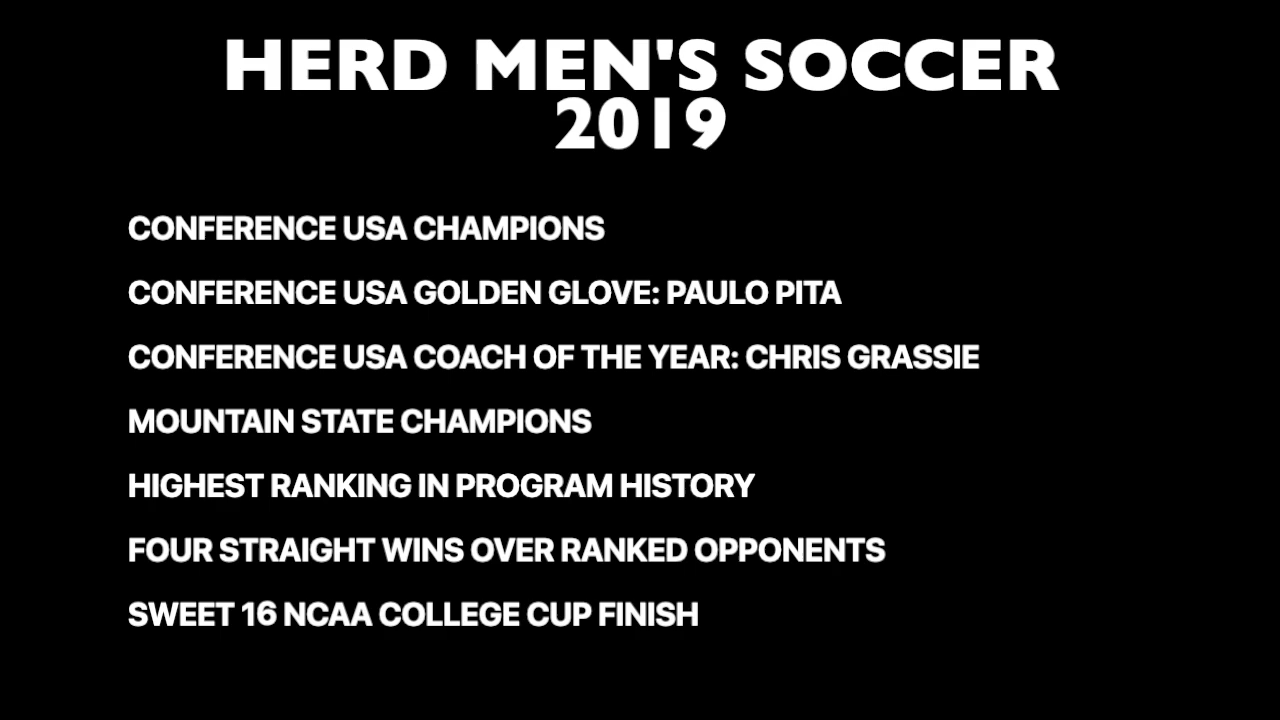 HERD MEN'S SOCCER
2019
CONFERENCE USA CHAMPIONS
CONFERENCE USA GOLDEN GLOVE: PAULO PITA
CONFERENCE USA COACH OF THE YEAR: CHRIS GRASSIE
MOUNTAIN STATE CHAMPIONS
HIGHEST RANKING IN PROGRAM HISTORY
FOUR STRAIGHT WINS OVER RANKED OPPONENTS
SWEET 16 NCAA COLLEGE CUP FINISH